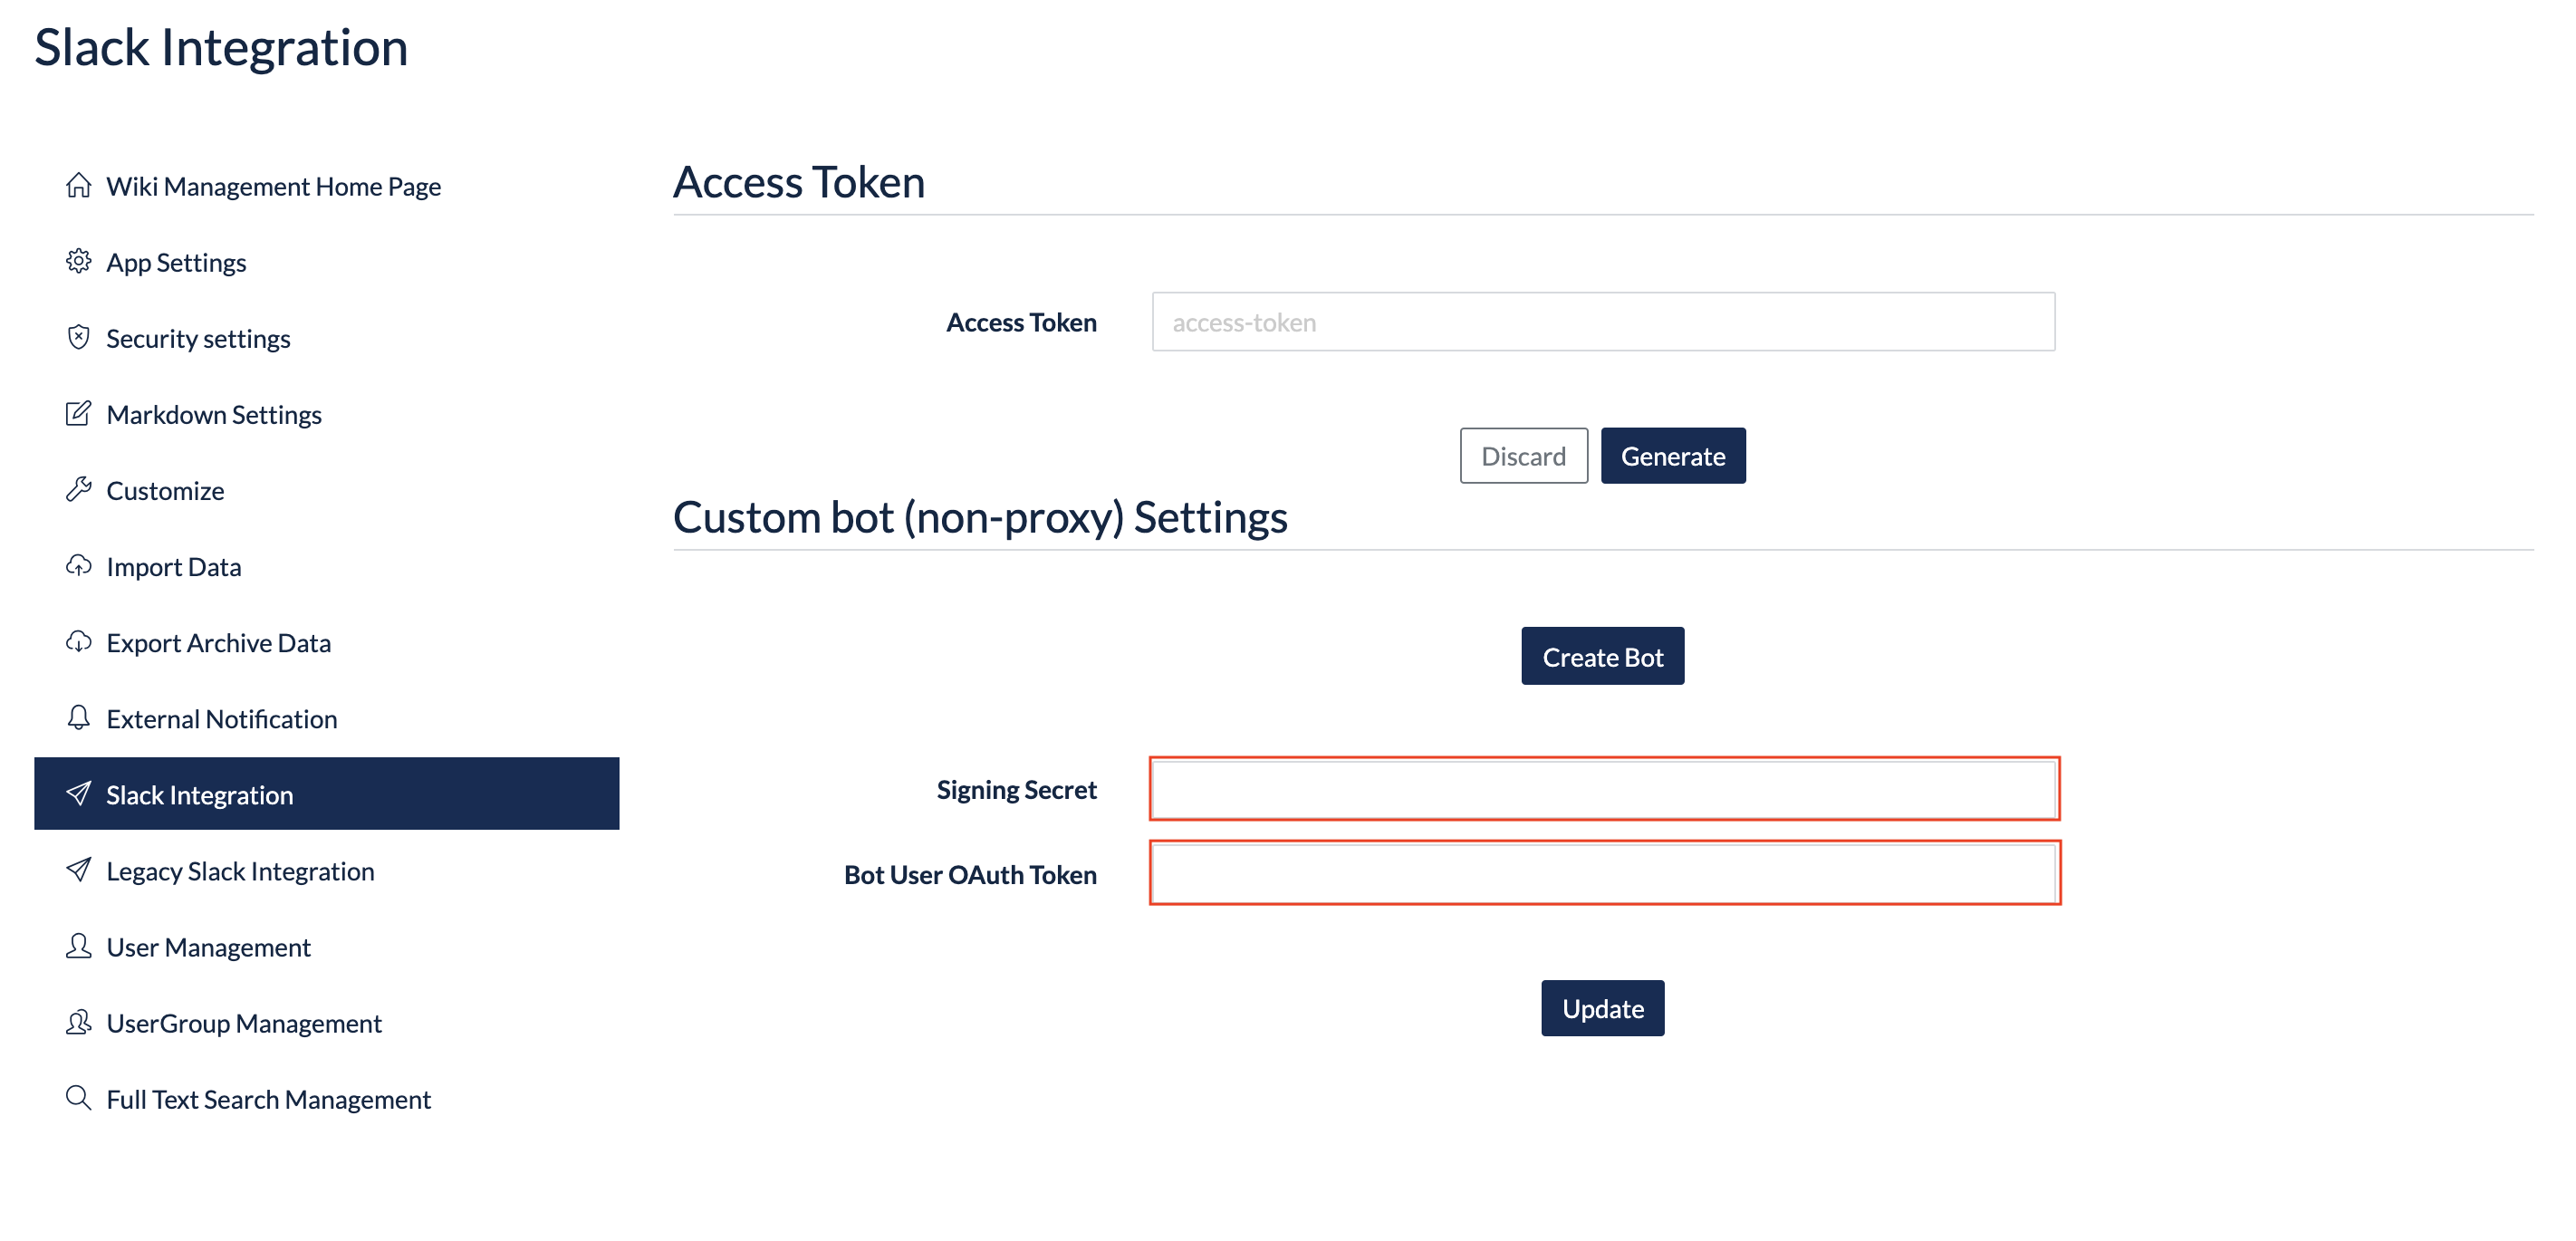 Slack Integration
Wiki Management Home Page
App Settings
Security settings
Markdown Settings
Customize
Import Data
Export Archive Data
External Notification
Slack Integration
Legacy Slack Integration
User Management
UserGroup Management
Full Text Search Management
Access Token
Access Token
access-token
Discard
Generate
Custom bot (non-proxy) Settings
Create Bot
Signing Secret
Bot User OAuth Token
Update